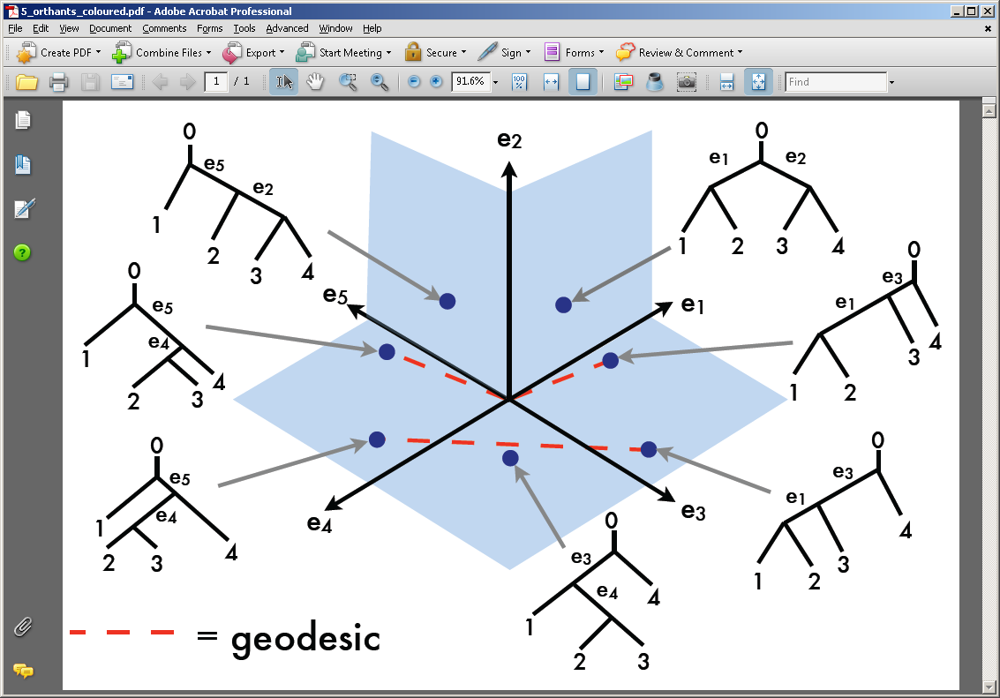 5_orthants_coloured.pdf - Adobe Acrobat Professional
File Edit View Document Comments Forms Tools Advanced Window Help
Create PDF Combine Files Export Start Meeting Secure Sign Forms Review & Comment
1 / 1 100% 91.6% Find
0
e5
e2
1
2
3
4
e2
0
e1
e2
1
2
3
4
0
e5
e4
1
2
3
4
e5
e1
0
e3
e1
1
2
3
4
0
e5
e4
1
2
3
4
e4
e3
0
e3
e1
1
2
3
4
0
e3
e4
1
2
3
4
= geodesic